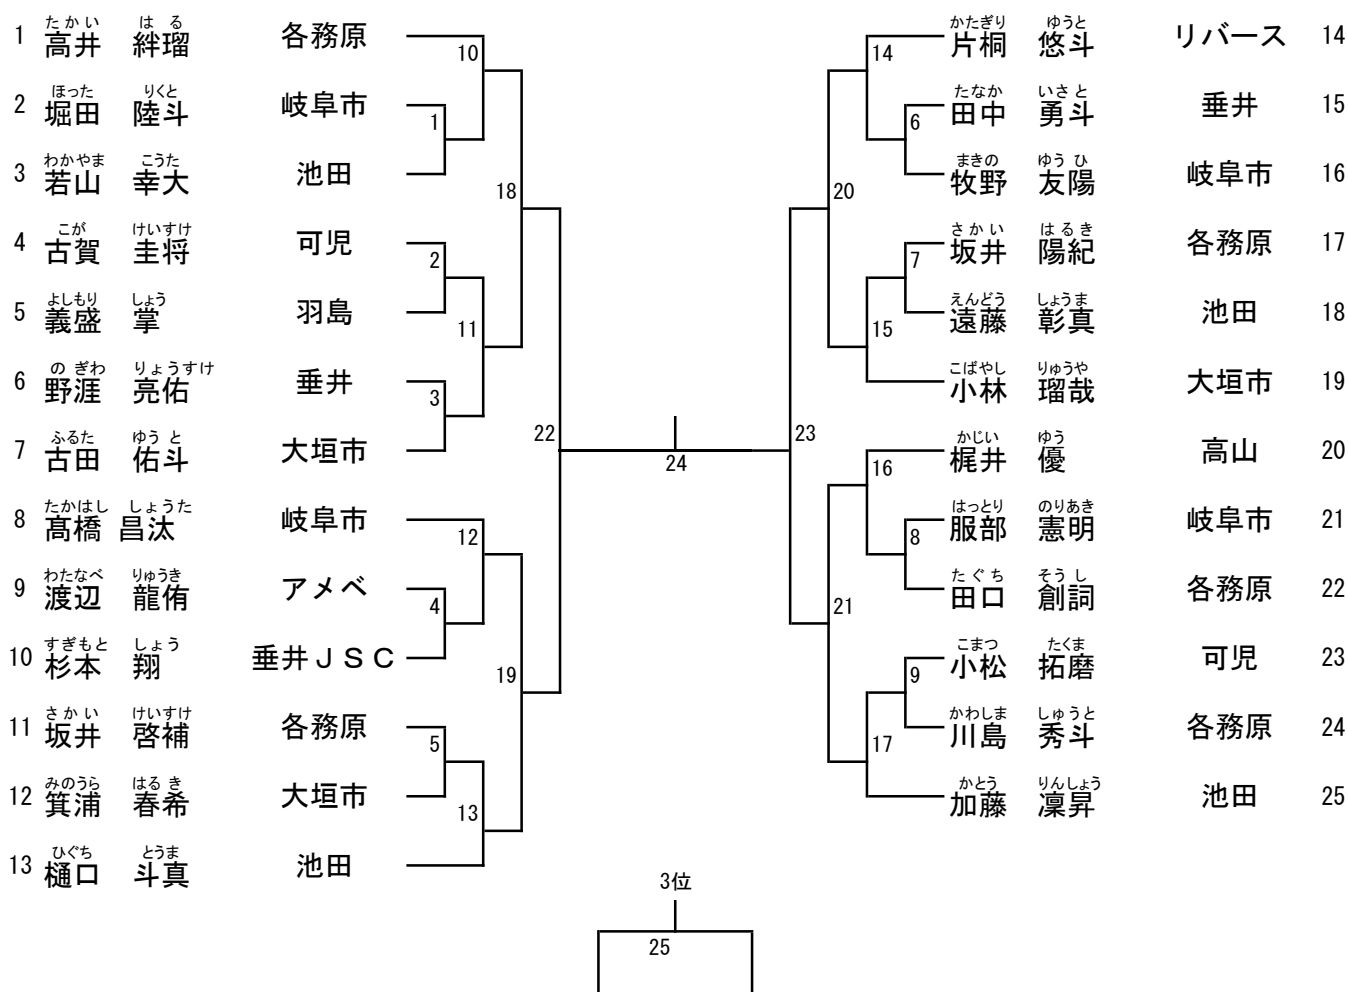 たかい はる かたぎり ゆうと
1 高井 絆瑠 各務原 10 14 片桐 悠斗 リバース 14
ほった りくと たなか いさと
2 堀田 陸斗 岐阜市 1 6 田中 勇斗 垂井 15
わかやま こうた まきの ゆうひ
3 若山 幸大 池田 18 20 牧野 友陽 岐阜市 16
こが けいすけ さかい はるき
4 古賀 圭将 可児 2 7 坂井 陽紀 各務原 17
よしもり しょう えんどう しょうま
5 義盛 掌 羽島 11 15 遠藤 彰真 池田 18
のぎわ りょうすけ こばやし りゅうや
6 野涯 亮佑 垂井 3 小林 瑠哉 大垣市 19
ふるた ゆうと かじい ゆう
7 古田 佑斗 大垣市 22 24 23 16 梶井 優 高山 20
たかはし しょうた はっとり のりあき
8 髙橋 昌汰 岐阜市 12 8 服部 憲明 岐阜市 21
わたなべ りゅうき たぐち そうし
9 渡辺 龍侑 アメベ 4 21 田口 創詞 各務原 22
すぎもと しょう こまつ たくま
10 杉本 翔 垂井JSC 19 9 小松 拓磨 可児 23
さかい けいすけ かわしま しゅうと
11 坂井 啓補 各務原 5 17 川島 秀斗 各務原 24
みのうら はるき かとう りんしょう
12 箕浦 春希 大垣市 13 加藤 凜昇 池田 25
ひぐち とうま
13 樋口 斗真 池田
3位
25